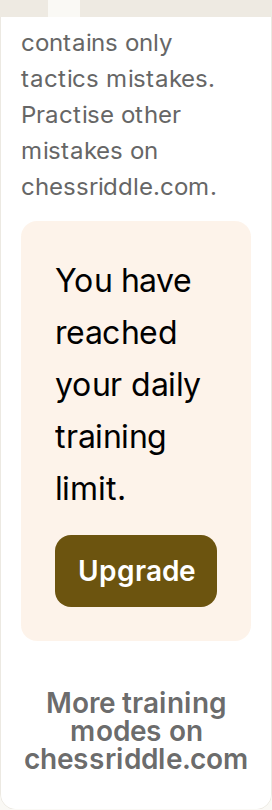 contains only
tactics mistakes.
Practise other
mistakes on
chessriddle.com.
You have
reached
your daily
training
limit.
Upgrade
More training
modes on
chessriddle.com